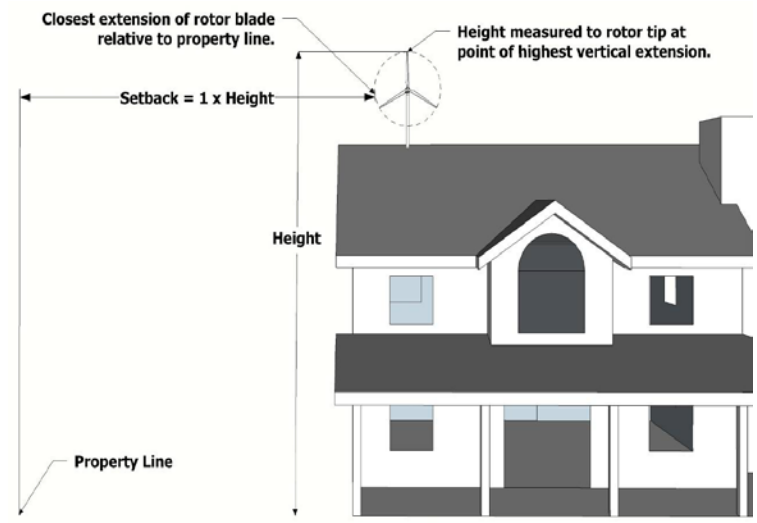 Closest extension of rotor blade
relative to property line.
Height measured to rotor tip at
point of highest vertical extension.
Setback = 1 x Height
Height
Property Line